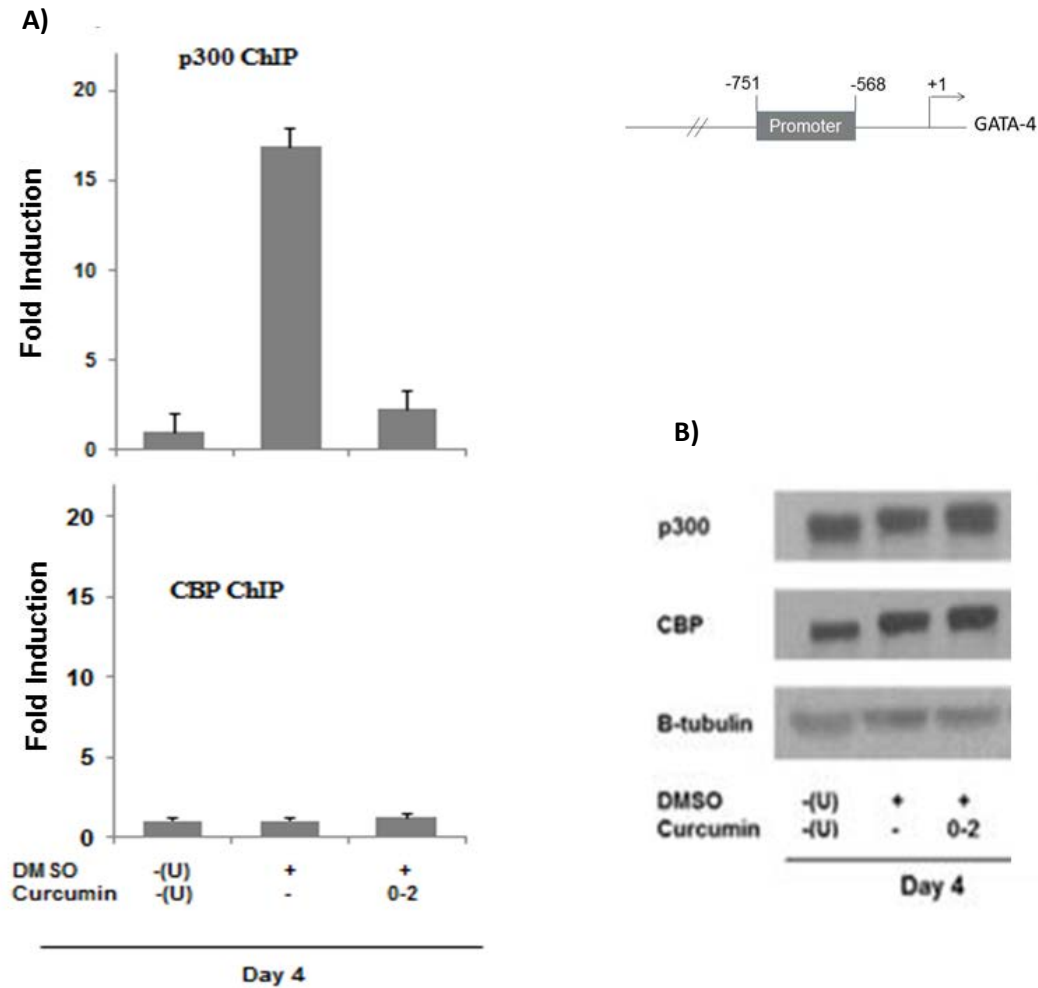 A)
p300 ChIP
20
15
10
5
0
Fold Induction
CBP ChIP
20
15
10
5
0
Fold Induction
DMSO -(U) + +
Curcumin -(U) - 0-2
Day 4
-751 -568 +1
Promoter GATA-4
B)
p300
CBP
B-tubulin
DMSO -(U) + +
Curcumin -(U) - 0-2
Day 4